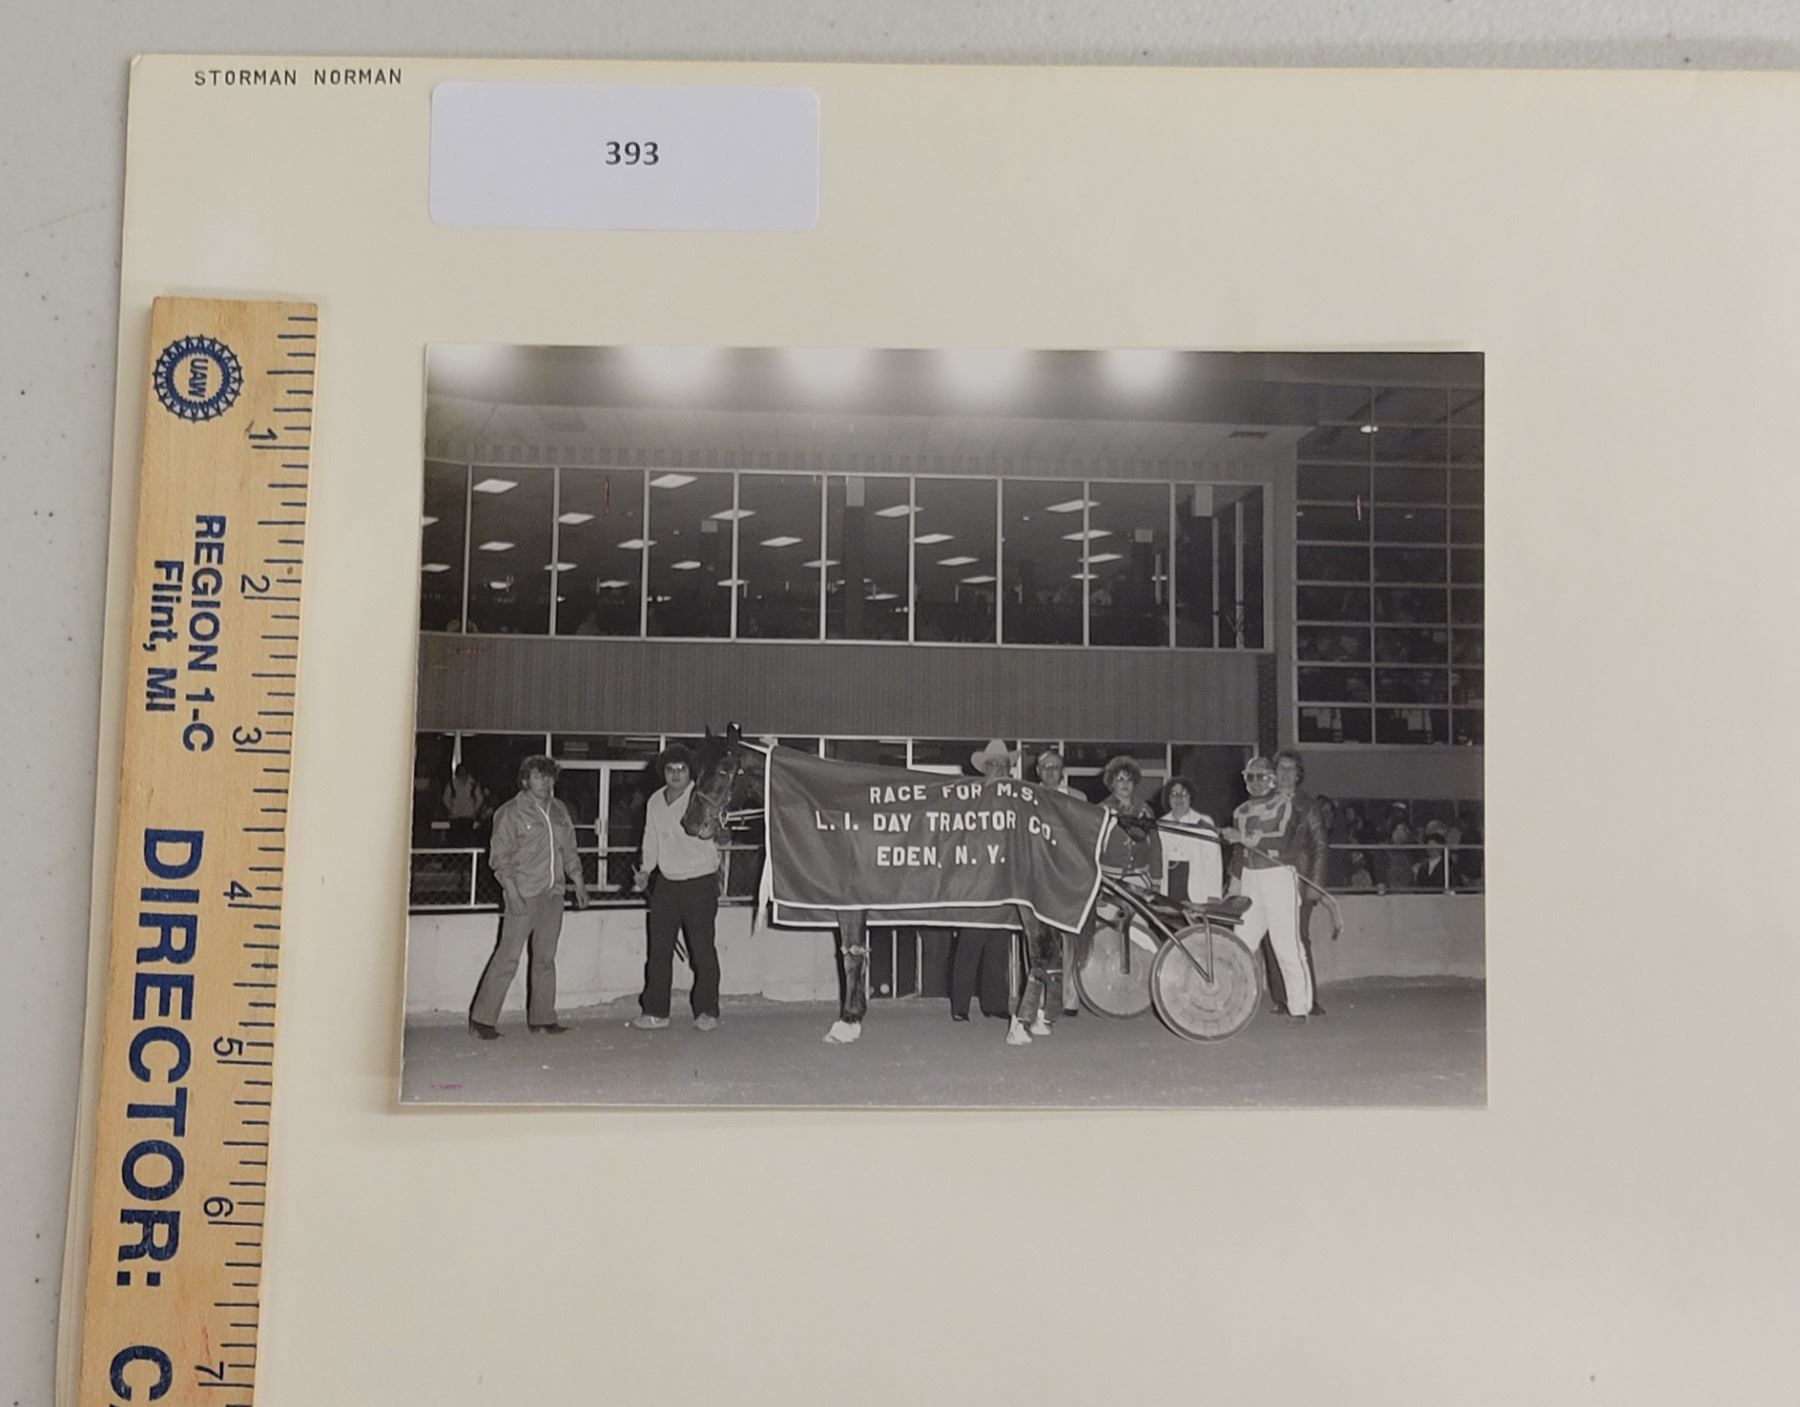 STORMAN NORMAN
393
UAW
REGION 1-C
Flint, MI
DIRECTOR: C
1
2
3
4
5
6
7
RACE FOR M.S.
L. I. DAY TRACTOR CO.
EDEN, N. Y.